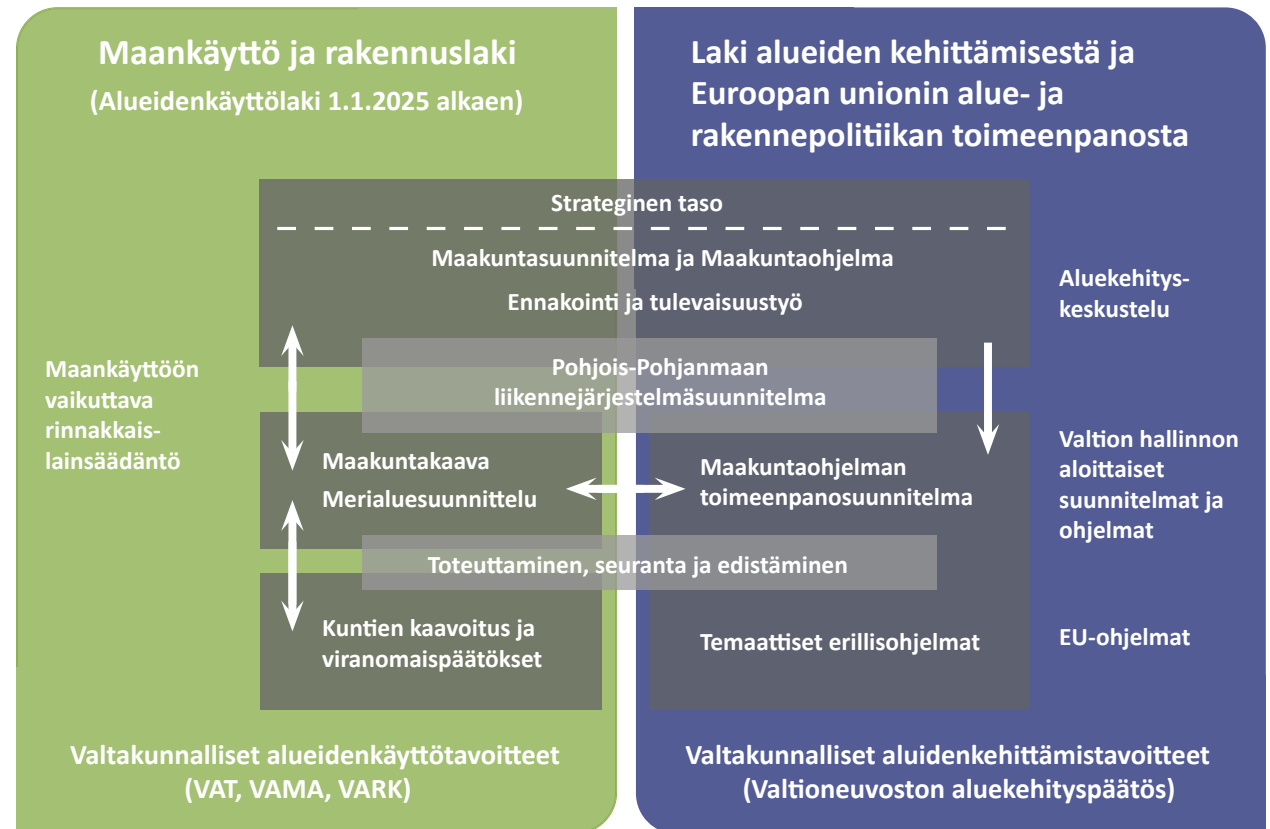 Maankäyttö ja rakennuslaki
(Alueidenkäyttölaki 1.1.2025 alkaen)
Laki alueiden kehittämisestä ja
Euroopan unionin alue- ja
rakennepolitiikan toimeenpanosta
Strateginen taso
Maakuntasuunnitelma ja Maakuntaohjelma
Ennakointi ja tulevaisuustyö
Aluekehitys-
keskustelu
Maankäyttöön
vaikuttava
rinnakkais-
lainsäädäntö
Pohjois-Pohjanmaan
liikennejärjestelmäsuunnitelma
Maakuntakaava
Merialuesuunnittelu
Maakuntaohjelman
toimeenpanosuunnitelma
Valtion hallinnon
aloittaiset
suunnitelmat ja
ohjelmat
Toteuttaminen, seuranta ja edistäminen
Kuntien kaavoitus ja
viranomaispäätökset
Temaattiset erillisohjelmat
EU-ohjelmat
Valtakunnalliset alueidenkäyttötavoitteet
(VAT, VAMA, VARK)
Valtakunnalliset aluidenkehittämistavoitteet
(Valtioneuvoston aluekehityspäätös)